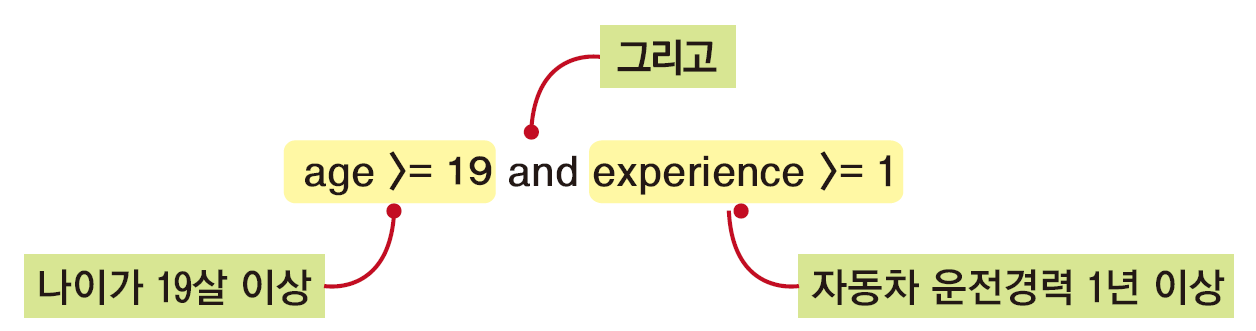 그리고
age >= 19 and experience >= 1
나이가 19살 이상
자동차 운전경력 1년 이상